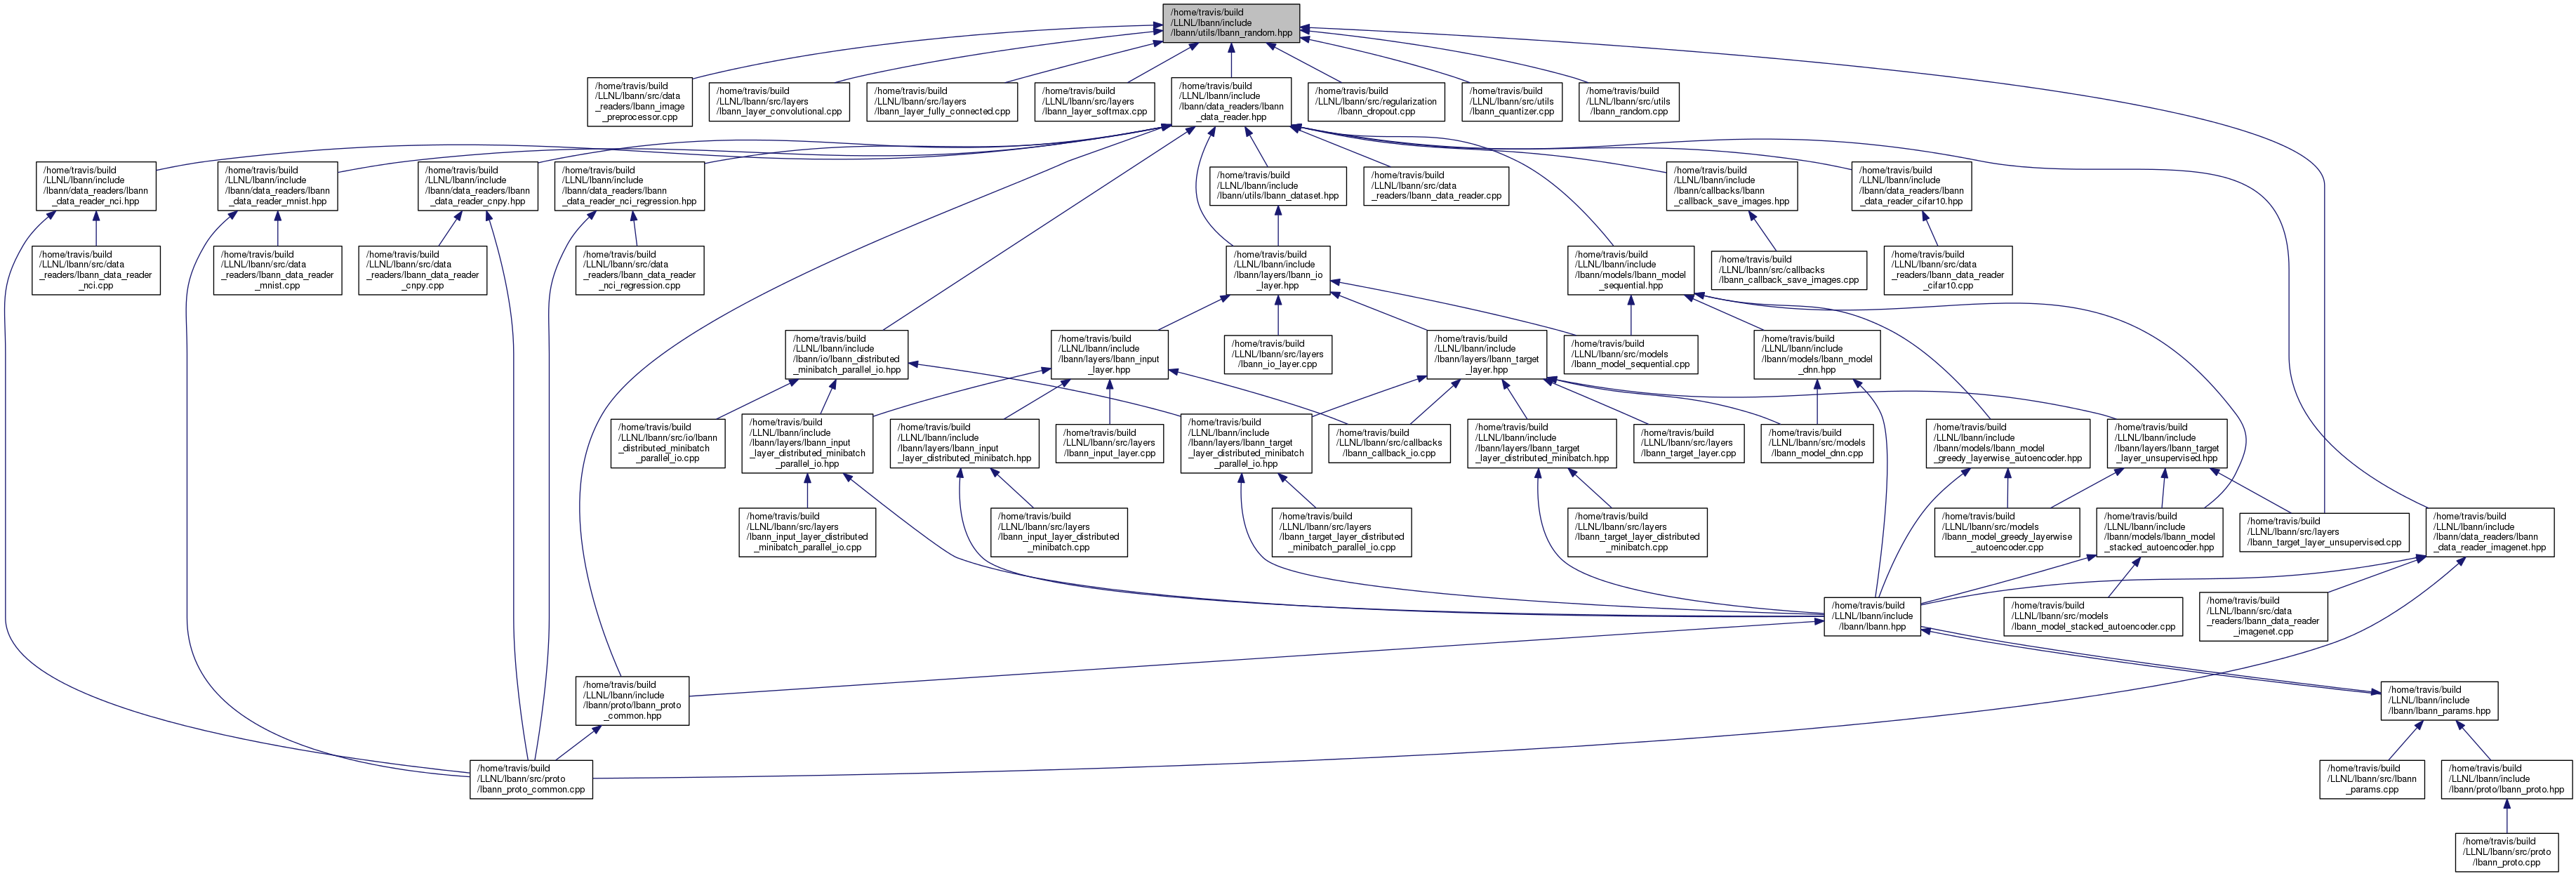 /home/travis/build
/LLNL/lbann/include
/lbann/utils/lbann_random.hpp
/home/travis/build
/LLNL/lbann/src/data
_readers/lbann_image
_preprocessor.cpp
/home/travis/build
/LLNL/lbann/src/layers
/lbann_layer_convolutional.cpp
/home/travis/build
/LLNL/lbann/src/layers
/lbann_layer_fully_connected.cpp
/home/travis/build
/LLNL/lbann/src/layers
/lbann_layer_softmax.cpp
/home/travis/build
/LLNL/lbann/include
/lbann/data_readers/lbann
_data_reader.hpp
/home/travis/build
/LLNL/lbann/src/regularization
/lbann_dropout.cpp
/home/travis/build
/LLNL/lbann/src/utils
/lbann_quantizer.cpp
/home/travis/build
/LLNL/lbann/src/utils
/lbann_random.cpp
/home/travis/build
/LLNL/lbann/include
/lbann/data_readers/lbann
_data_reader_nci.hpp
/home/travis/build
/LLNL/lbann/include
/lbann/data_readers/lbann
_data_reader_mnist.hpp
/home/travis/build
/LLNL/lbann/include
/lbann/data_readers/lbann
_data_reader_cnpy.hpp
/home/travis/build
/LLNL/lbann/include
/lbann/data_readers/lbann
_data_reader_nci_regression.hpp
/home/travis/build
/LLNL/lbann/include
/lbann/utils/lbann_dataset.hpp
/home/travis/build
/LLNL/lbann/src/data
_readers/lbann_data_reader.cpp
/home/travis/build
/LLNL/lbann/include
/lbann/callbacks/lbann
_callback_save_images.hpp
/home/travis/build
/LLNL/lbann/include
/lbann/data_readers/lbann
_data_reader_cifar10.hpp
/home/travis/build
/LLNL/lbann/src/data
_readers/lbann_data_reader
_nci.cpp
/home/travis/build
/LLNL/lbann/src/data
_readers/lbann_data_reader
_mnist.cpp
/home/travis/build
/LLNL/lbann/src/data
_readers/lbann_data_reader
_cnpy.cpp
/home/travis/build
/LLNL/lbann/src/data
_readers/lbann_data_reader
_nci_regression.cpp
/home/travis/build
/LLNL/lbann/include
/lbann/layers/lbann_io
_layer.hpp
/home/travis/build
/LLNL/lbann/include
/lbann/models/lbann_model
_sequential.hpp
/home/travis/build
/LLNL/lbann/src/callbacks
/lbann_callback_save_images.cpp
/home/travis/build
/LLNL/lbann/src/data
_readers/lbann_data_reader
_cifar10.cpp
/home/travis/build
/LLNL/lbann/include
/lbann/io/lbann_distributed
_minibatch_parallel_io.hpp
/home/travis/build
/LLNL/lbann/include
/lbann/layers/lbann_input
_layer.hpp
/home/travis/build
/LLNL/lbann/src/layers
/lbann_io_layer.cpp
/home/travis/build
/LLNL/lbann/include
/lbann/layers/lbann_target
_layer.hpp
/home/travis/build
/LLNL/lbann/src/models
/lbann_model_sequential.cpp
/home/travis/build
/LLNL/lbann/include
/lbann/models/lbann_model
_dnn.hpp
/home/travis/build
/LLNL/lbann/src/io/lbann
_distributed_minibatch
_parallel_io.cpp
/home/travis/build
/LLNL/lbann/include
/lbann/layers/lbann_input
_layer_distributed_minibatch
_parallel_io.hpp
/home/travis/build
/LLNL/lbann/include
/lbann/layers/lbann_input
_layer_distributed_minibatch.hpp
/home/travis/build
/LLNL/lbann/src/layers
/lbann_input_layer.cpp
/home/travis/build
/LLNL/lbann/include
/lbann/layers/lbann_target
_layer_distributed_minibatch
_parallel_io.hpp
/home/travis/build
/LLNL/lbann/src/callbacks
/lbann_callback_io.cpp
/home/travis/build
/LLNL/lbann/include
/lbann/layers/lbann_target
_layer_distributed_minibatch.hpp
/home/travis/build
/LLNL/lbann/src/layers
/lbann_target_layer.cpp
/home/travis/build
/LLNL/lbann/src/models
/lbann_model_dnn.cpp
/home/travis/build
/LLNL/lbann/include
/lbann/models/lbann_model
_greedy_layerwise_autoencoder.hpp
/home/travis/build
/LLNL/lbann/include
/lbann/layers/lbann_target
_layer_unsupervised.hpp
/home/travis/build
/LLNL/lbann/src/layers
/lbann_input_layer_distributed
_minibatch_parallel_io.cpp
/home/travis/build
/LLNL/lbann/src/layers
/lbann_input_layer_distributed
_minibatch.cpp
/home/travis/build
/LLNL/lbann/src/layers
/lbann_target_layer_distributed
_minibatch_parallel_io.cpp
/home/travis/build
/LLNL/lbann/src/layers
/lbann_target_layer_distributed
_minibatch.cpp
/home/travis/build
/LLNL/lbann/src/models
/lbann_model_greedy_layerwise
_autoencoder.cpp
/home/travis/build
/LLNL/lbann/include
/lbann/models/lbann_model
_stacked_autoencoder.hpp
/home/travis/build
/LLNL/lbann/src/layers
/lbann_target_layer_unsupervised.cpp
/home/travis/build
/LLNL/lbann/include
/lbann/data_readers/lbann
_data_reader_imagenet.hpp
/home/travis/build
/LLNL/lbann/include
/lbann/lbann.hpp
/home/travis/build
/LLNL/lbann/src/models
/lbann_model_stacked_autoencoder.cpp
/home/travis/build
/LLNL/lbann/src/data
_readers/lbann_data_reader
_imagenet.cpp
/home/travis/build
/LLNL/lbann/include
/lbann/proto/lbann_proto
_common.hpp
/home/travis/build
/LLNL/lbann/include
/lbann/lbann_params.hpp
/home/travis/build
/LLNL/lbann/src/proto
/lbann_proto_common.cpp
/home/travis/build
/LLNL/lbann/src/lbann
_params.cpp
/home/travis/build
/LLNL/lbann/include
/lbann/proto/lbann_proto.hpp
/home/travis/build
/LLNL/lbann/src/proto
/lbann_proto.cpp